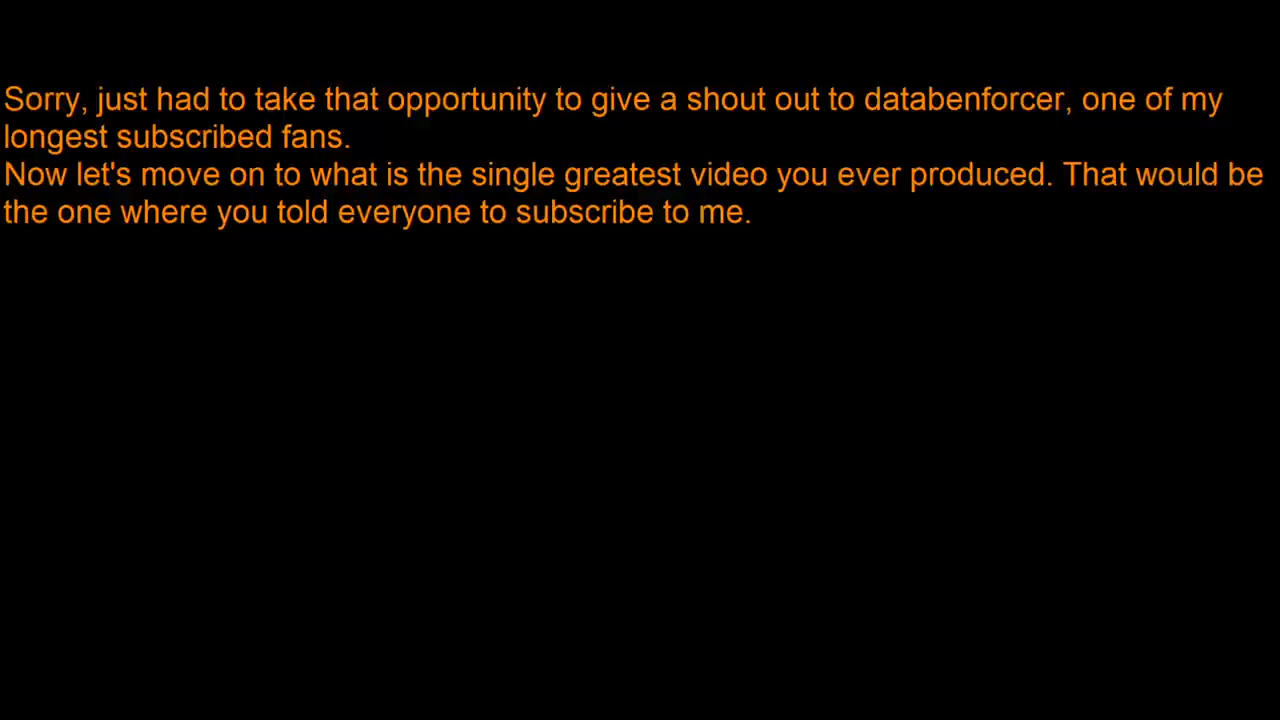 Sorry, just had to take that opportunity to give a shout out to databenforcer, one of my
longest subscribed fans.
Now let's move on to what is the single greatest video you ever produced. That would be
the one where you told everyone to subscribe to me.